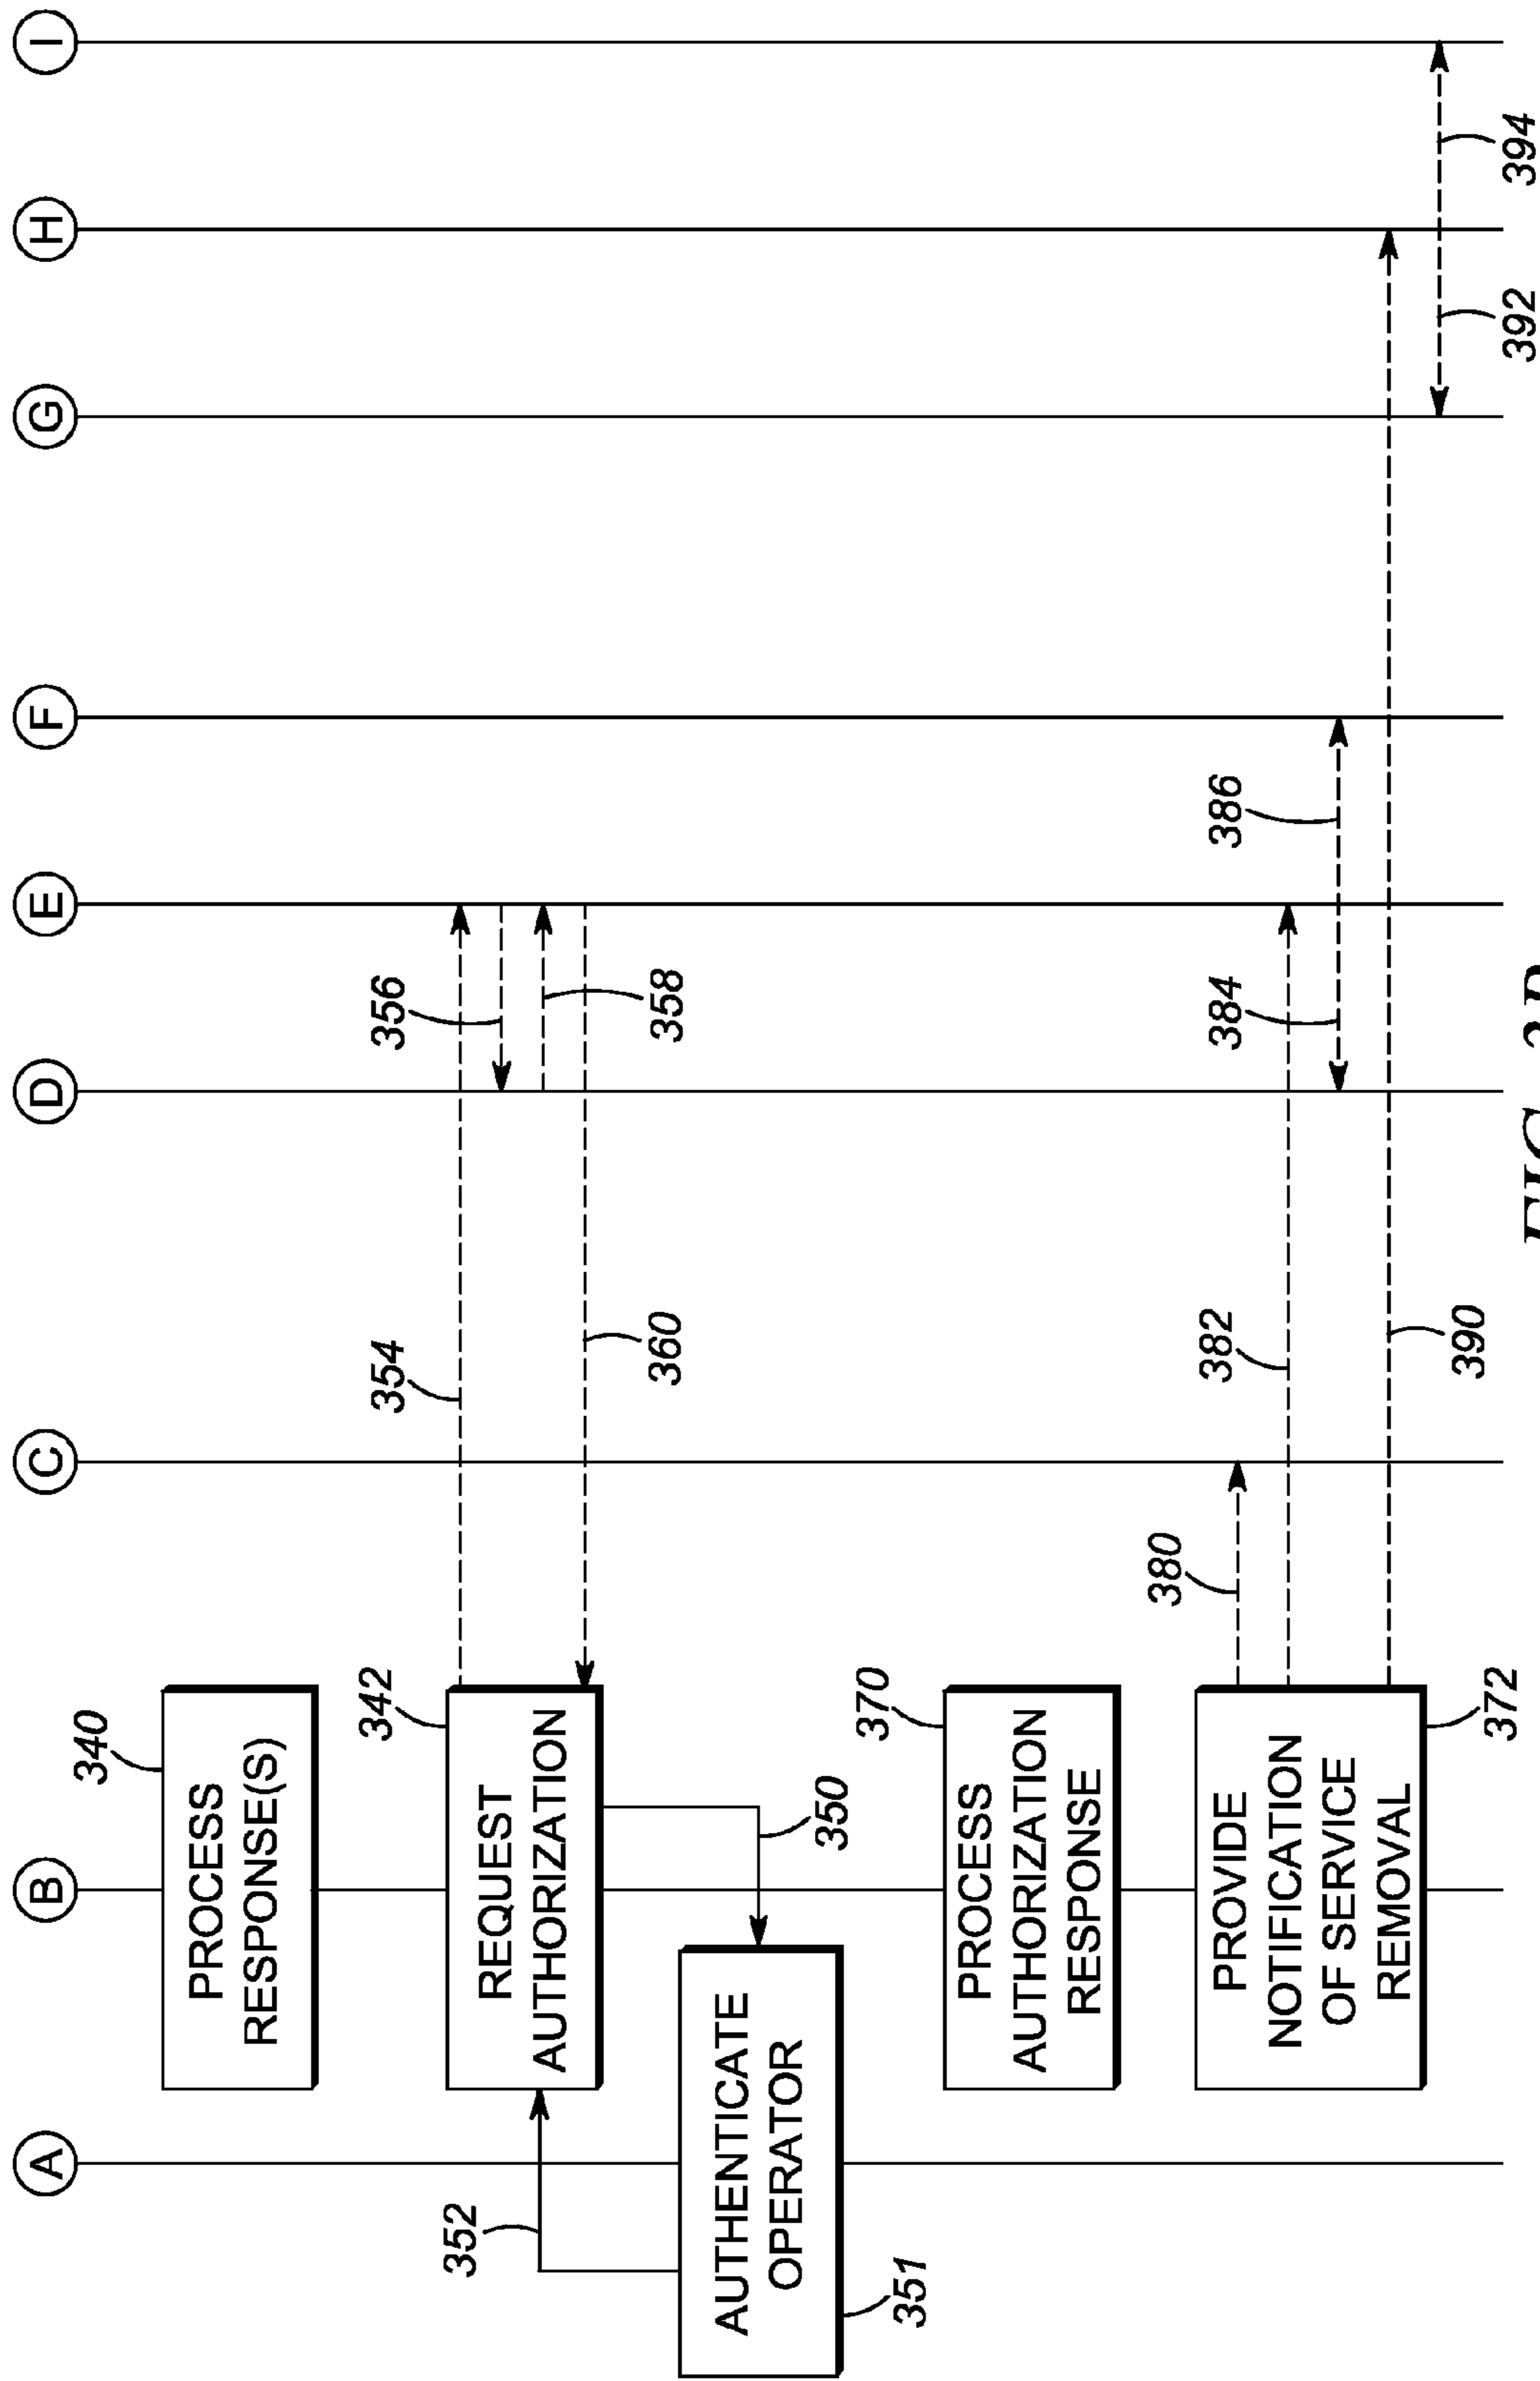 A
B
C
D
E
F
G
H
I
340
PROCESS
RESPONSE(S)
342
354
356
352
REQUEST
AUTHORIZATION
360
358
AUTHENTICATE
OPERATOR
350
351
370
PROCESS
AUTHORIZATION
RESPONSE
380
382
384
386
PROVIDE
NOTIFICATION
OF SERVICE
REMOVAL
390
372
392
394